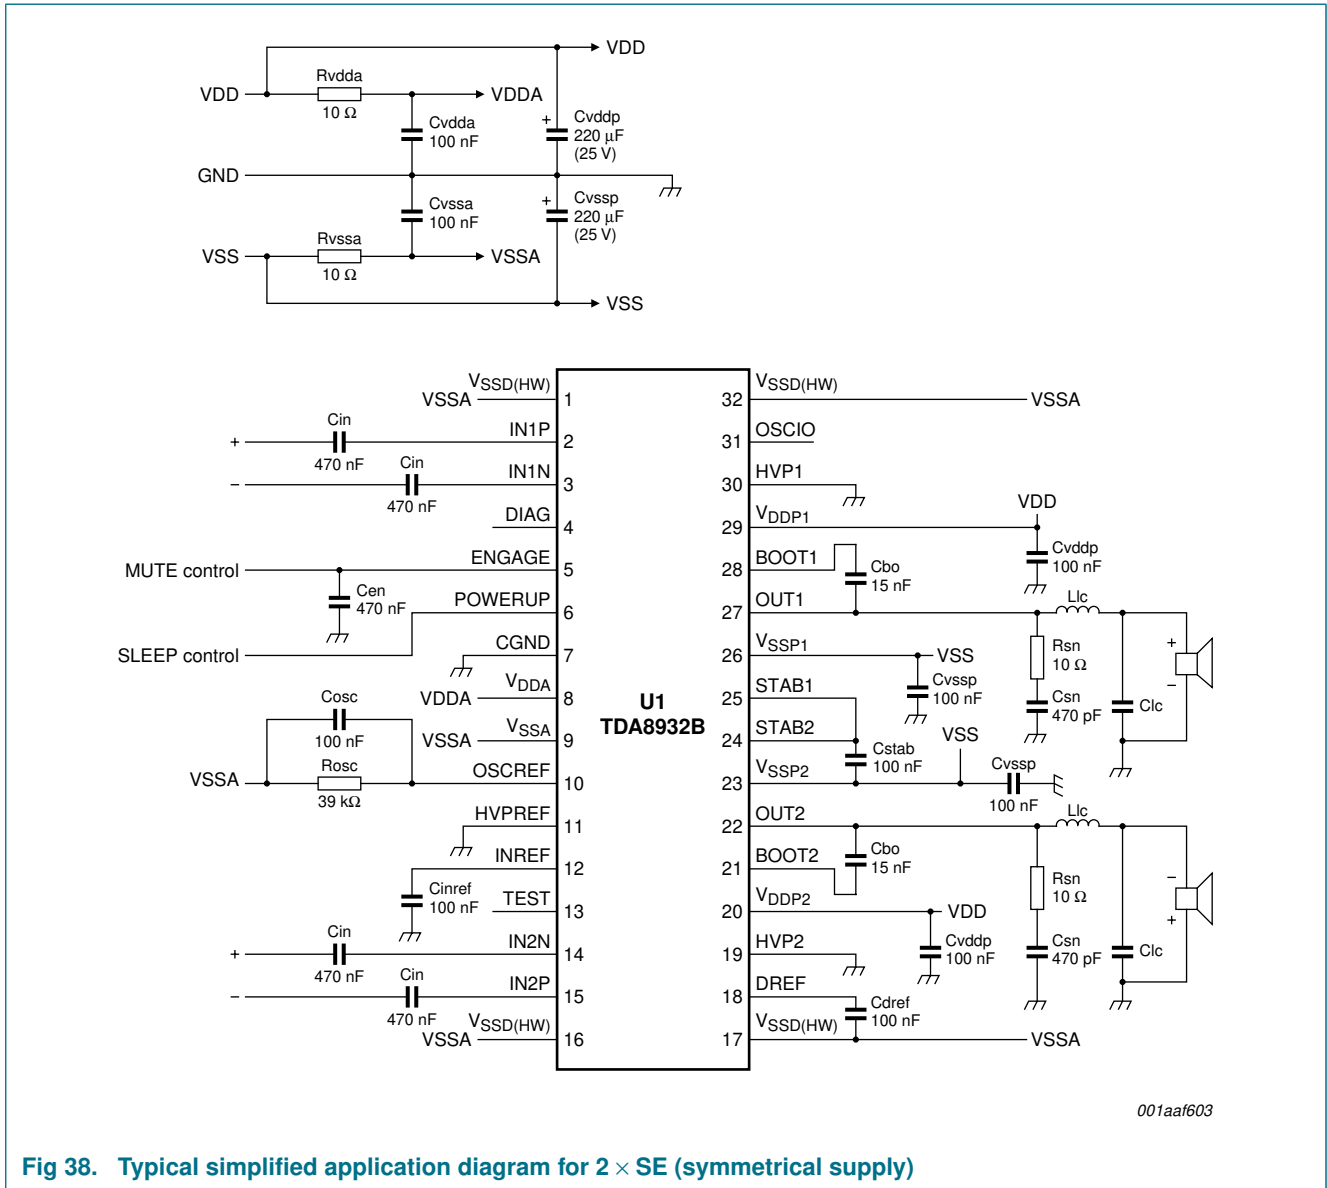 VDD
Rvdda
VDD
VDDA
10 Ω
Cvdda
100 nF
+
Cvddp
220 μF
(25 V)
GND
Cvssa
100 nF
+
Cvssp
220 μF
(25 V)
Rvssa
VSS
VSSA
10 Ω
VSS
VSSA
VSSD(HW)
1
+
Cin
470 nF
IN1P
2
−
Cin
470 nF
IN1N
3
DIAG
4
MUTE control
ENGAGE
5
Cen
470 nF
POWERUP
6
SLEEP control
CGND
7
VDDA
VDDA
8
Cosc
100 nF
VSSA
VSSA
9
VSSA
Rosc
39 kΩ
OSCREF
10
HVPREF
11
INREF
12
Cinref
100 nF
TEST
13
+
Cin
470 nF
IN2N
14
−
Cin
470 nF
IN2P
15
VSSA
VSSD(HW)
16
U1
TDA8932B
32
VSSD(HW)
VSSA
31
OSCIO
30
HVP1
29
VDDP1
VDD
Cvddp
100 nF
28
BOOT1
Cbo
15 nF
27
OUT1
Llc
Rsn
10 Ω
Csn
470 pF
Clc
+
−
26
VSSP1
VSS
Cvssp
100 nF
25
STAB1
24
STAB2
Cstab
100 nF
23
VSSP2
VSS
Cvssp
100 nF
22
OUT2
Llc
Cbo
15 nF
21
BOOT2
Rsn
10 Ω
Csn
470 pF
Clc
−
+
20
VDDP2
VDD
Cvddp
100 nF
19
HVP2
18
DREF
Cdref
100 nF
17
VSSD(HW)
VSSA
001aaf603
Fig 38. Typical simplified application diagram for 2 × SE (symmetrical supply)